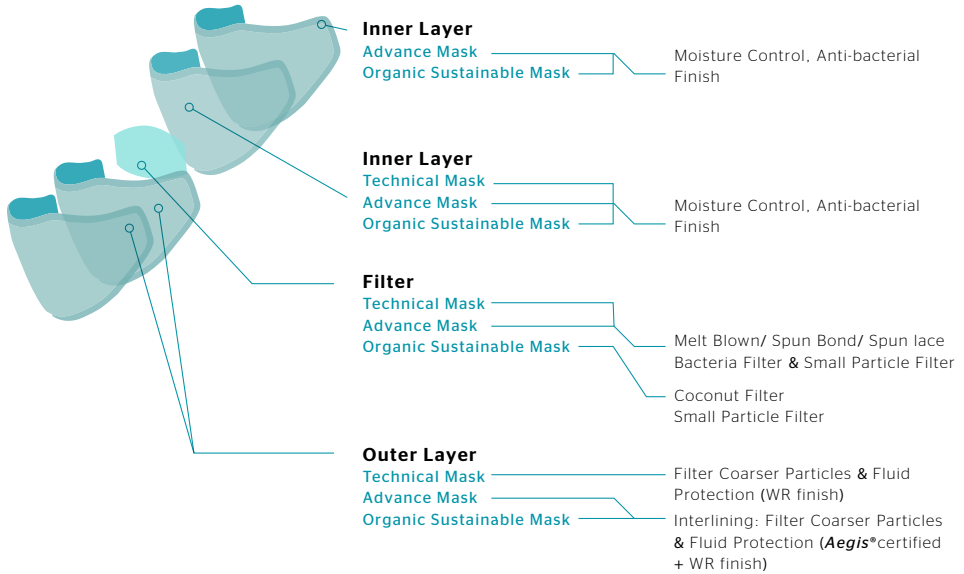 Inner Layer
Advance Mask
Organic Sustainable Mask
Moisture Control, Anti-bacterial
Finish
Inner Layer
Technical Mask
Advance Mask
Organic Sustainable Mask
Moisture Control, Anti-bacterial
Finish
Filter
Technical Mask
Advance Mask
Organic Sustainable Mask
Melt Blown/ Spun Bond/ Spun lace
Bacteria Filter & Small Particle Filter
Coconut Filter
Small Particle Filter
Outer Layer
Technical Mask
Advance Mask
Organic Sustainable Mask
Filter Coarser Particles & Fluid
Protection (WR finish)
Interlining: Filter Coarser Particles
& Fluid Protection (Aegis®certified
+ WR finish)